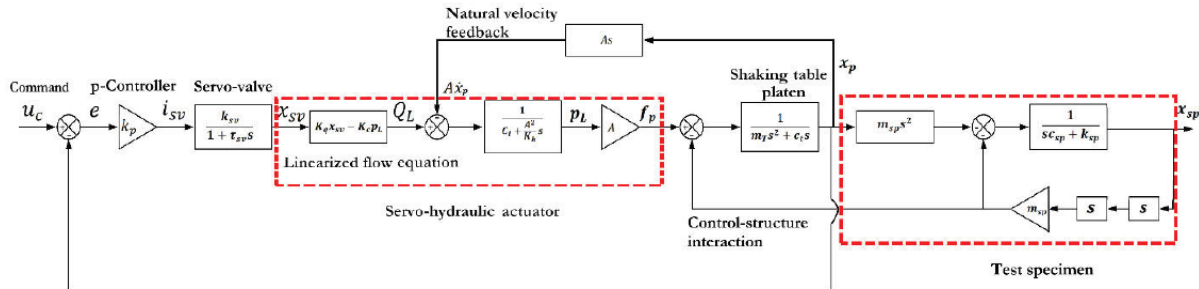 Natural velocity
feedback
As
x_p
Command
u_c
p-Controller
e
k_p
i_sv
Servo-valve
k_sv
1 + τ_sv s
x_sv
K_q x_sv − K_c p_L
Linearized flow equation
Q_L
Aẋ_p
1
C_l + A²/K_h s
p_L
A
f_p
Servo-hydraulic actuator
Shaking table
platen
1
m_T s² + c_t s
m_sp s²
1
s c_sp + k_sp
x_sp
m_sp
s
s
Control-structure
interaction
Test specimen